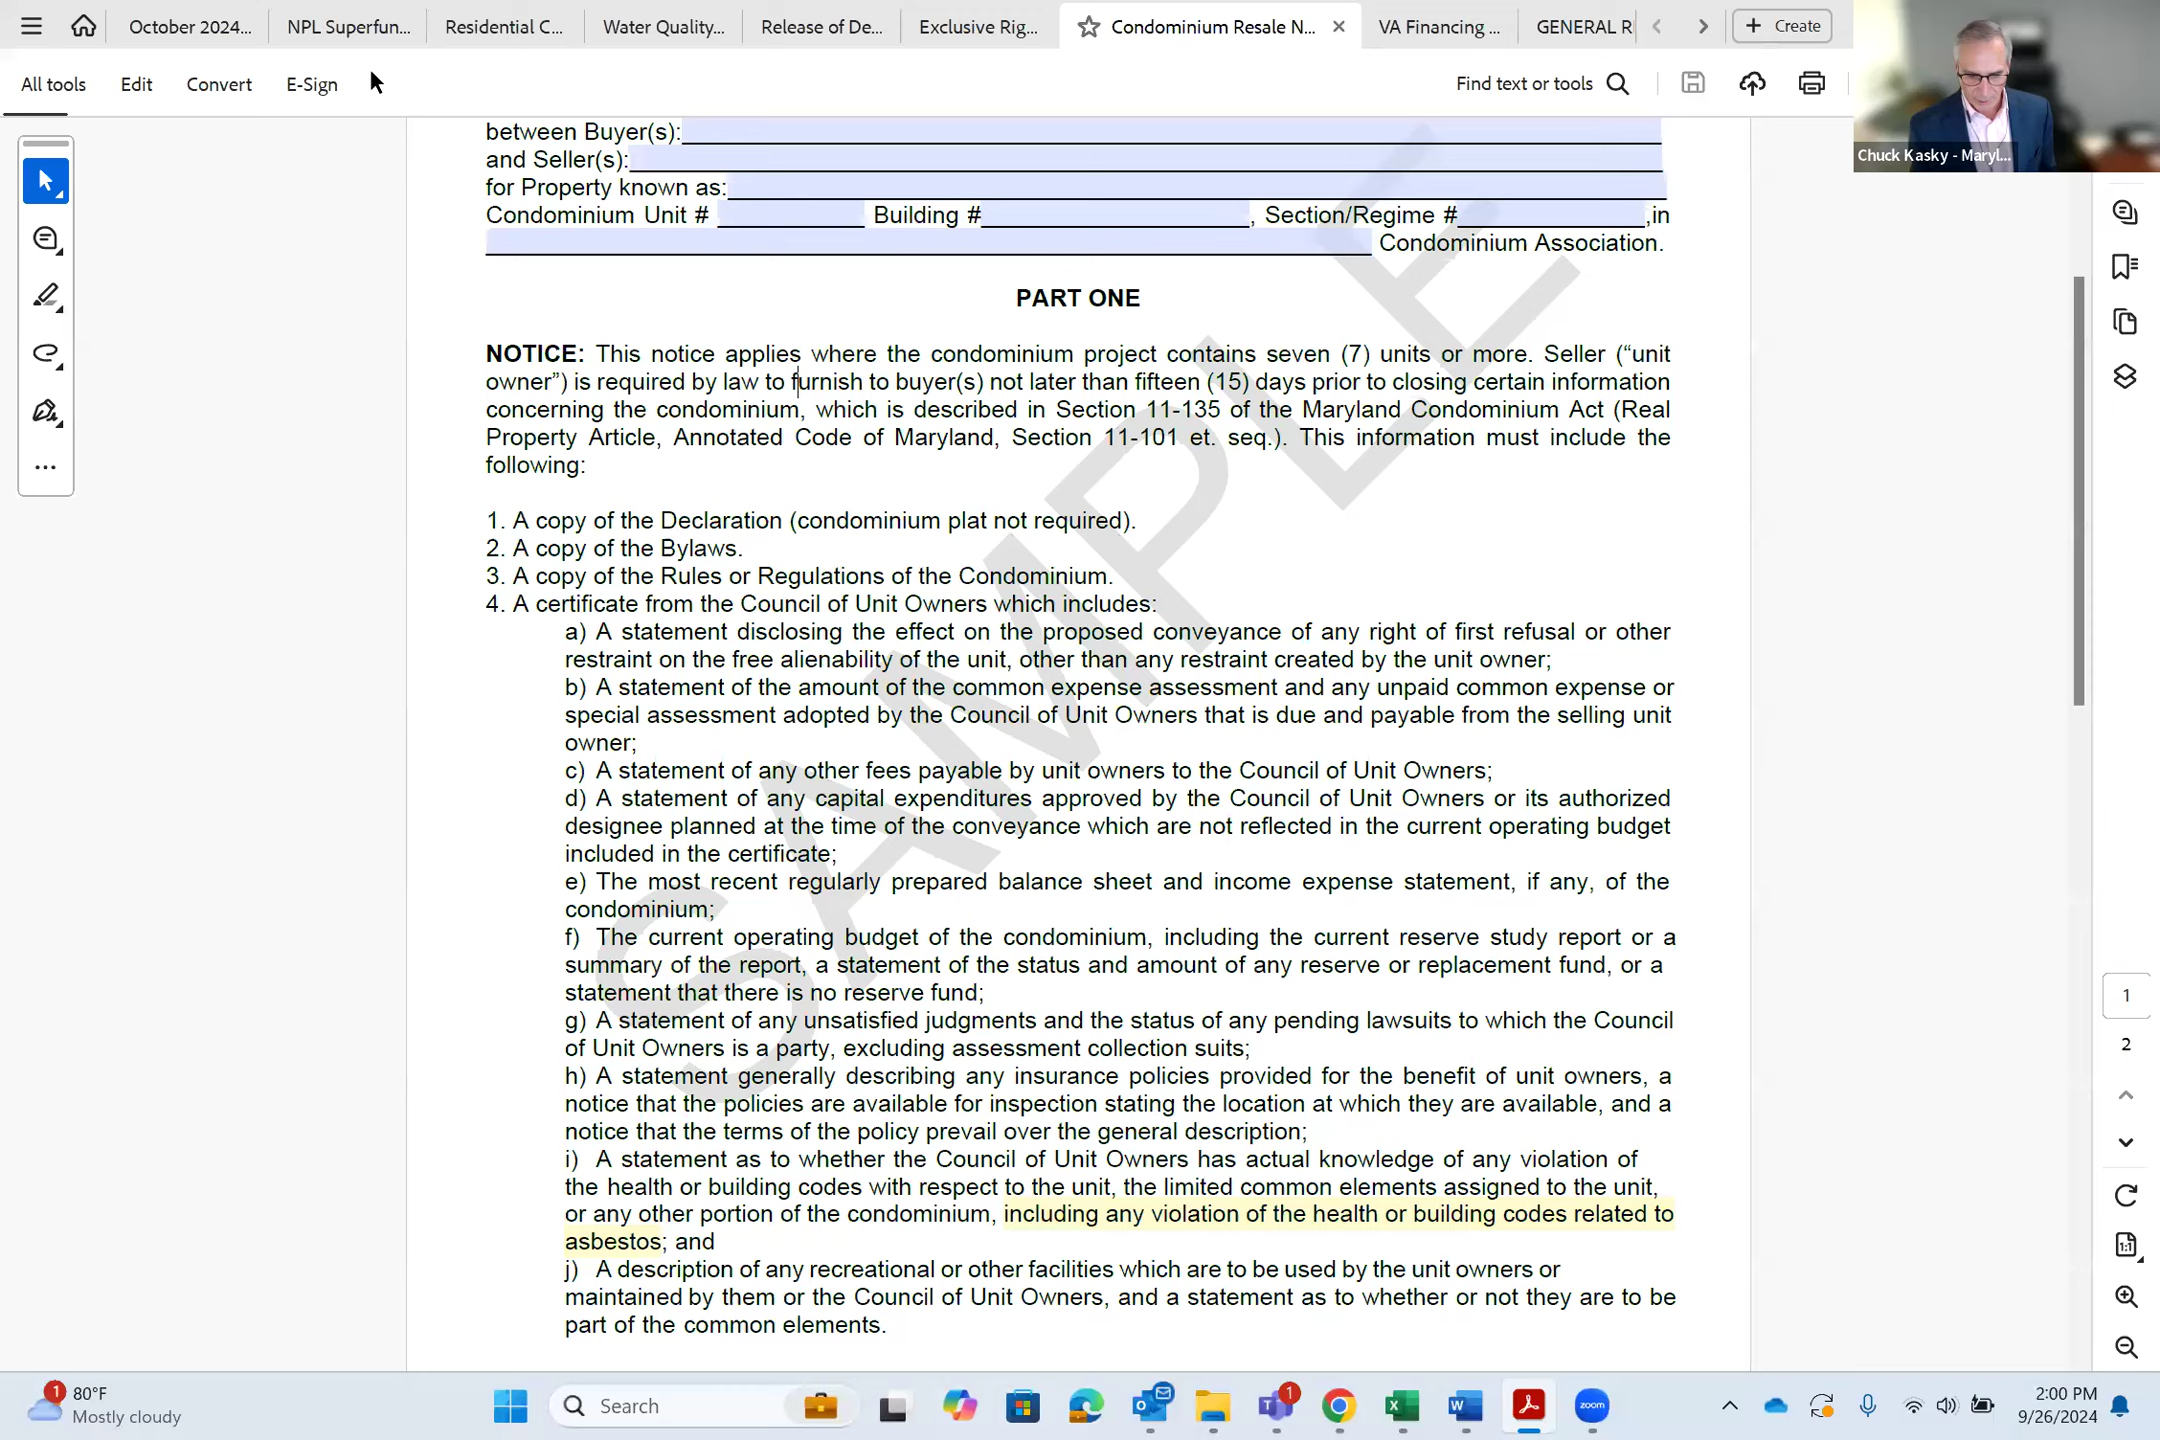 October 2024...
NPL Superfun...
Residential C...
Water Quality...
Release of De...
Exclusive Rig...
Condominium Resale N...
VA Financing ...
GENERAL R
Create
All tools
Edit
Convert
E-Sign
Find text or tools
Chuck Kasky - Maryl...
between Buyer(s):
and Seller(s):
for Property known as:
Condominium Unit # Building # , Section/Regime # ,in
Condominium Association.
PART ONE
NOTICE: This notice applies where the condominium project contains seven (7) units or more. Seller (“unit
owner”) is required by law to furnish to buyer(s) not later than fifteen (15) days prior to closing certain information
concerning the condominium, which is described in Section 11-135 of the Maryland Condominium Act (Real
Property Article, Annotated Code of Maryland, Section 11-101 et. seq.). This information must include the
following:
1. A copy of the Declaration (condominium plat not required).
2. A copy of the Bylaws.
3. A copy of the Rules or Regulations of the Condominium.
4. A certificate from the Council of Unit Owners which includes:
a) A statement disclosing the effect on the proposed conveyance of any right of first refusal or other
restraint on the free alienability of the unit, other than any restraint created by the unit owner;
b) A statement of the amount of the common expense assessment and any unpaid common expense or
special assessment adopted by the Council of Unit Owners that is due and payable from the selling unit
owner;
c) A statement of any other fees payable by unit owners to the Council of Unit Owners;
d) A statement of any capital expenditures approved by the Council of Unit Owners or its authorized
designee planned at the time of the conveyance which are not reflected in the current operating budget
included in the certificate;
e) The most recent regularly prepared balance sheet and income expense statement, if any, of the
condominium;
f) The current operating budget of the condominium, including the current reserve study report or a
summary of the report, a statement of the status and amount of any reserve or replacement fund, or a
statement that there is no reserve fund;
g) A statement of any unsatisfied judgments and the status of any pending lawsuits to which the Council
of Unit Owners is a party, excluding assessment collection suits;
h) A statement generally describing any insurance policies provided for the benefit of unit owners, a
notice that the policies are available for inspection stating the location at which they are available, and a
notice that the terms of the policy prevail over the general description;
i) A statement as to whether the Council of Unit Owners has actual knowledge of any violation of
the health or building codes with respect to the unit, the limited common elements assigned to the unit,
or any other portion of the condominium, including any violation of the health or building codes related to
asbestos; and
j) A description of any recreational or other facilities which are to be used by the unit owners or
maintained by them or the Council of Unit Owners, and a statement as to whether or not they are to be
part of the common elements.
SAMPLE
1
2
1:1
1
80°F
Mostly cloudy
Search
1
zoom
2:00 PM
9/26/2024